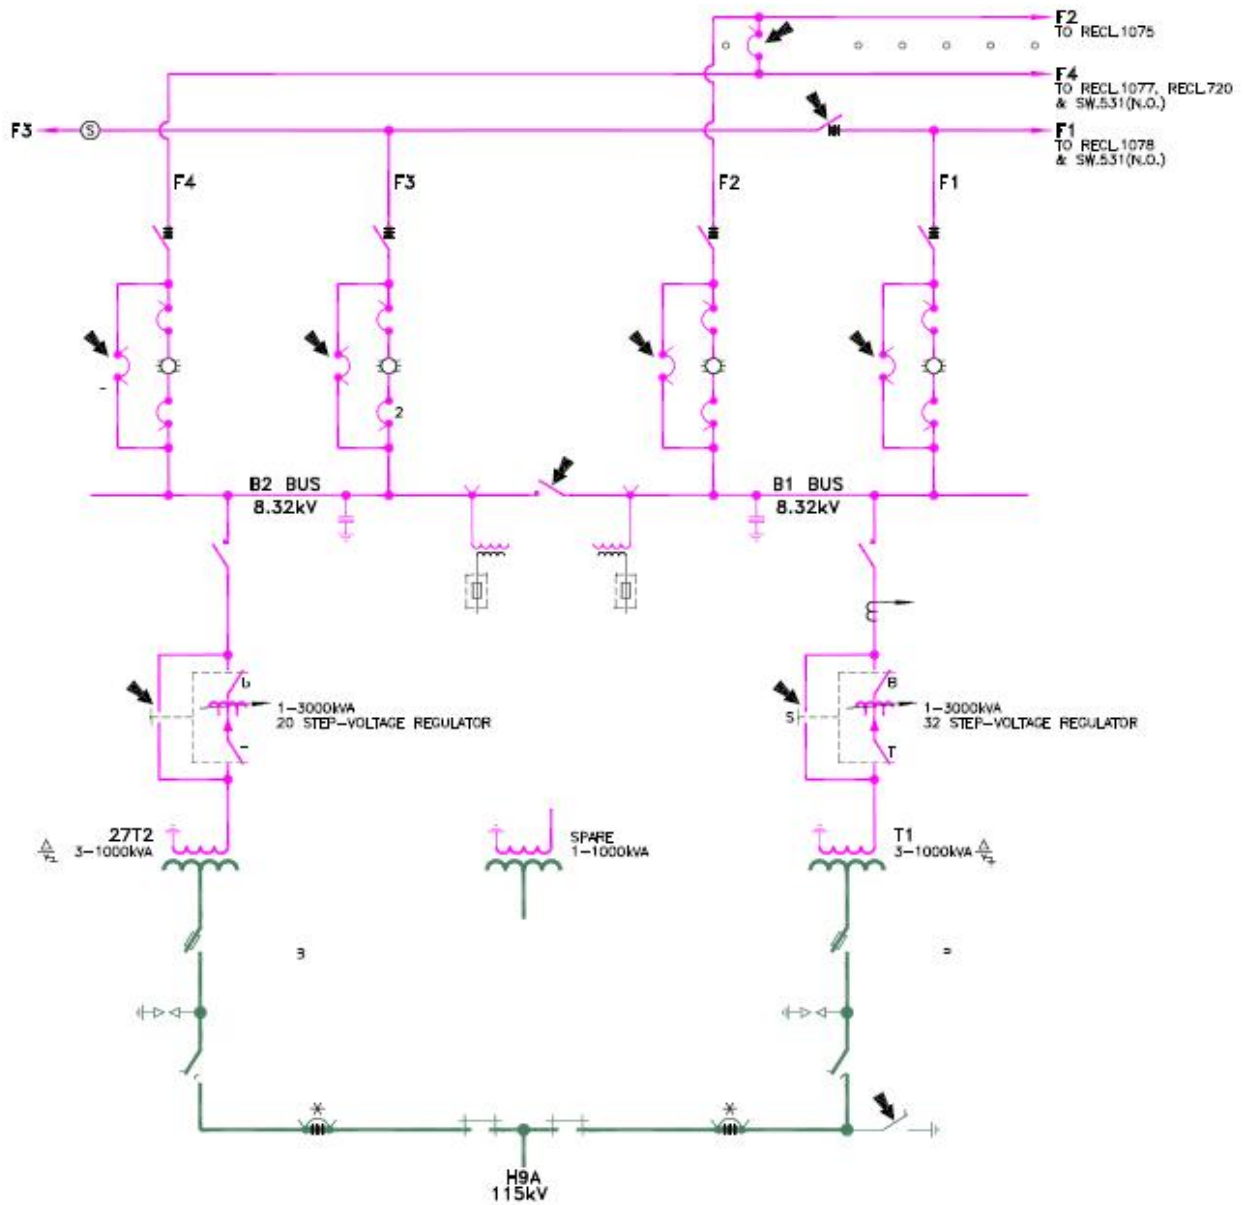 F2
TO RECL.1075
F4
TO RECL.1077, RECL.720
& SW.531(N.O.)
F3
S
F1
TO RECL.1078
& SW.531(N.O.)
F4
F3
F2
F1
2
B2 BUS
8.32kV
B1 BUS
8.32kV
1-3000kVA
20 STEP-VOLTAGE REGULATOR
B
S
1-3000kVA
32 STEP-VOLTAGE REGULATOR
T
27T2
3-1000kVA
SPARE
1-1000kVA
T1
3-1000kVA
H9A
115kV